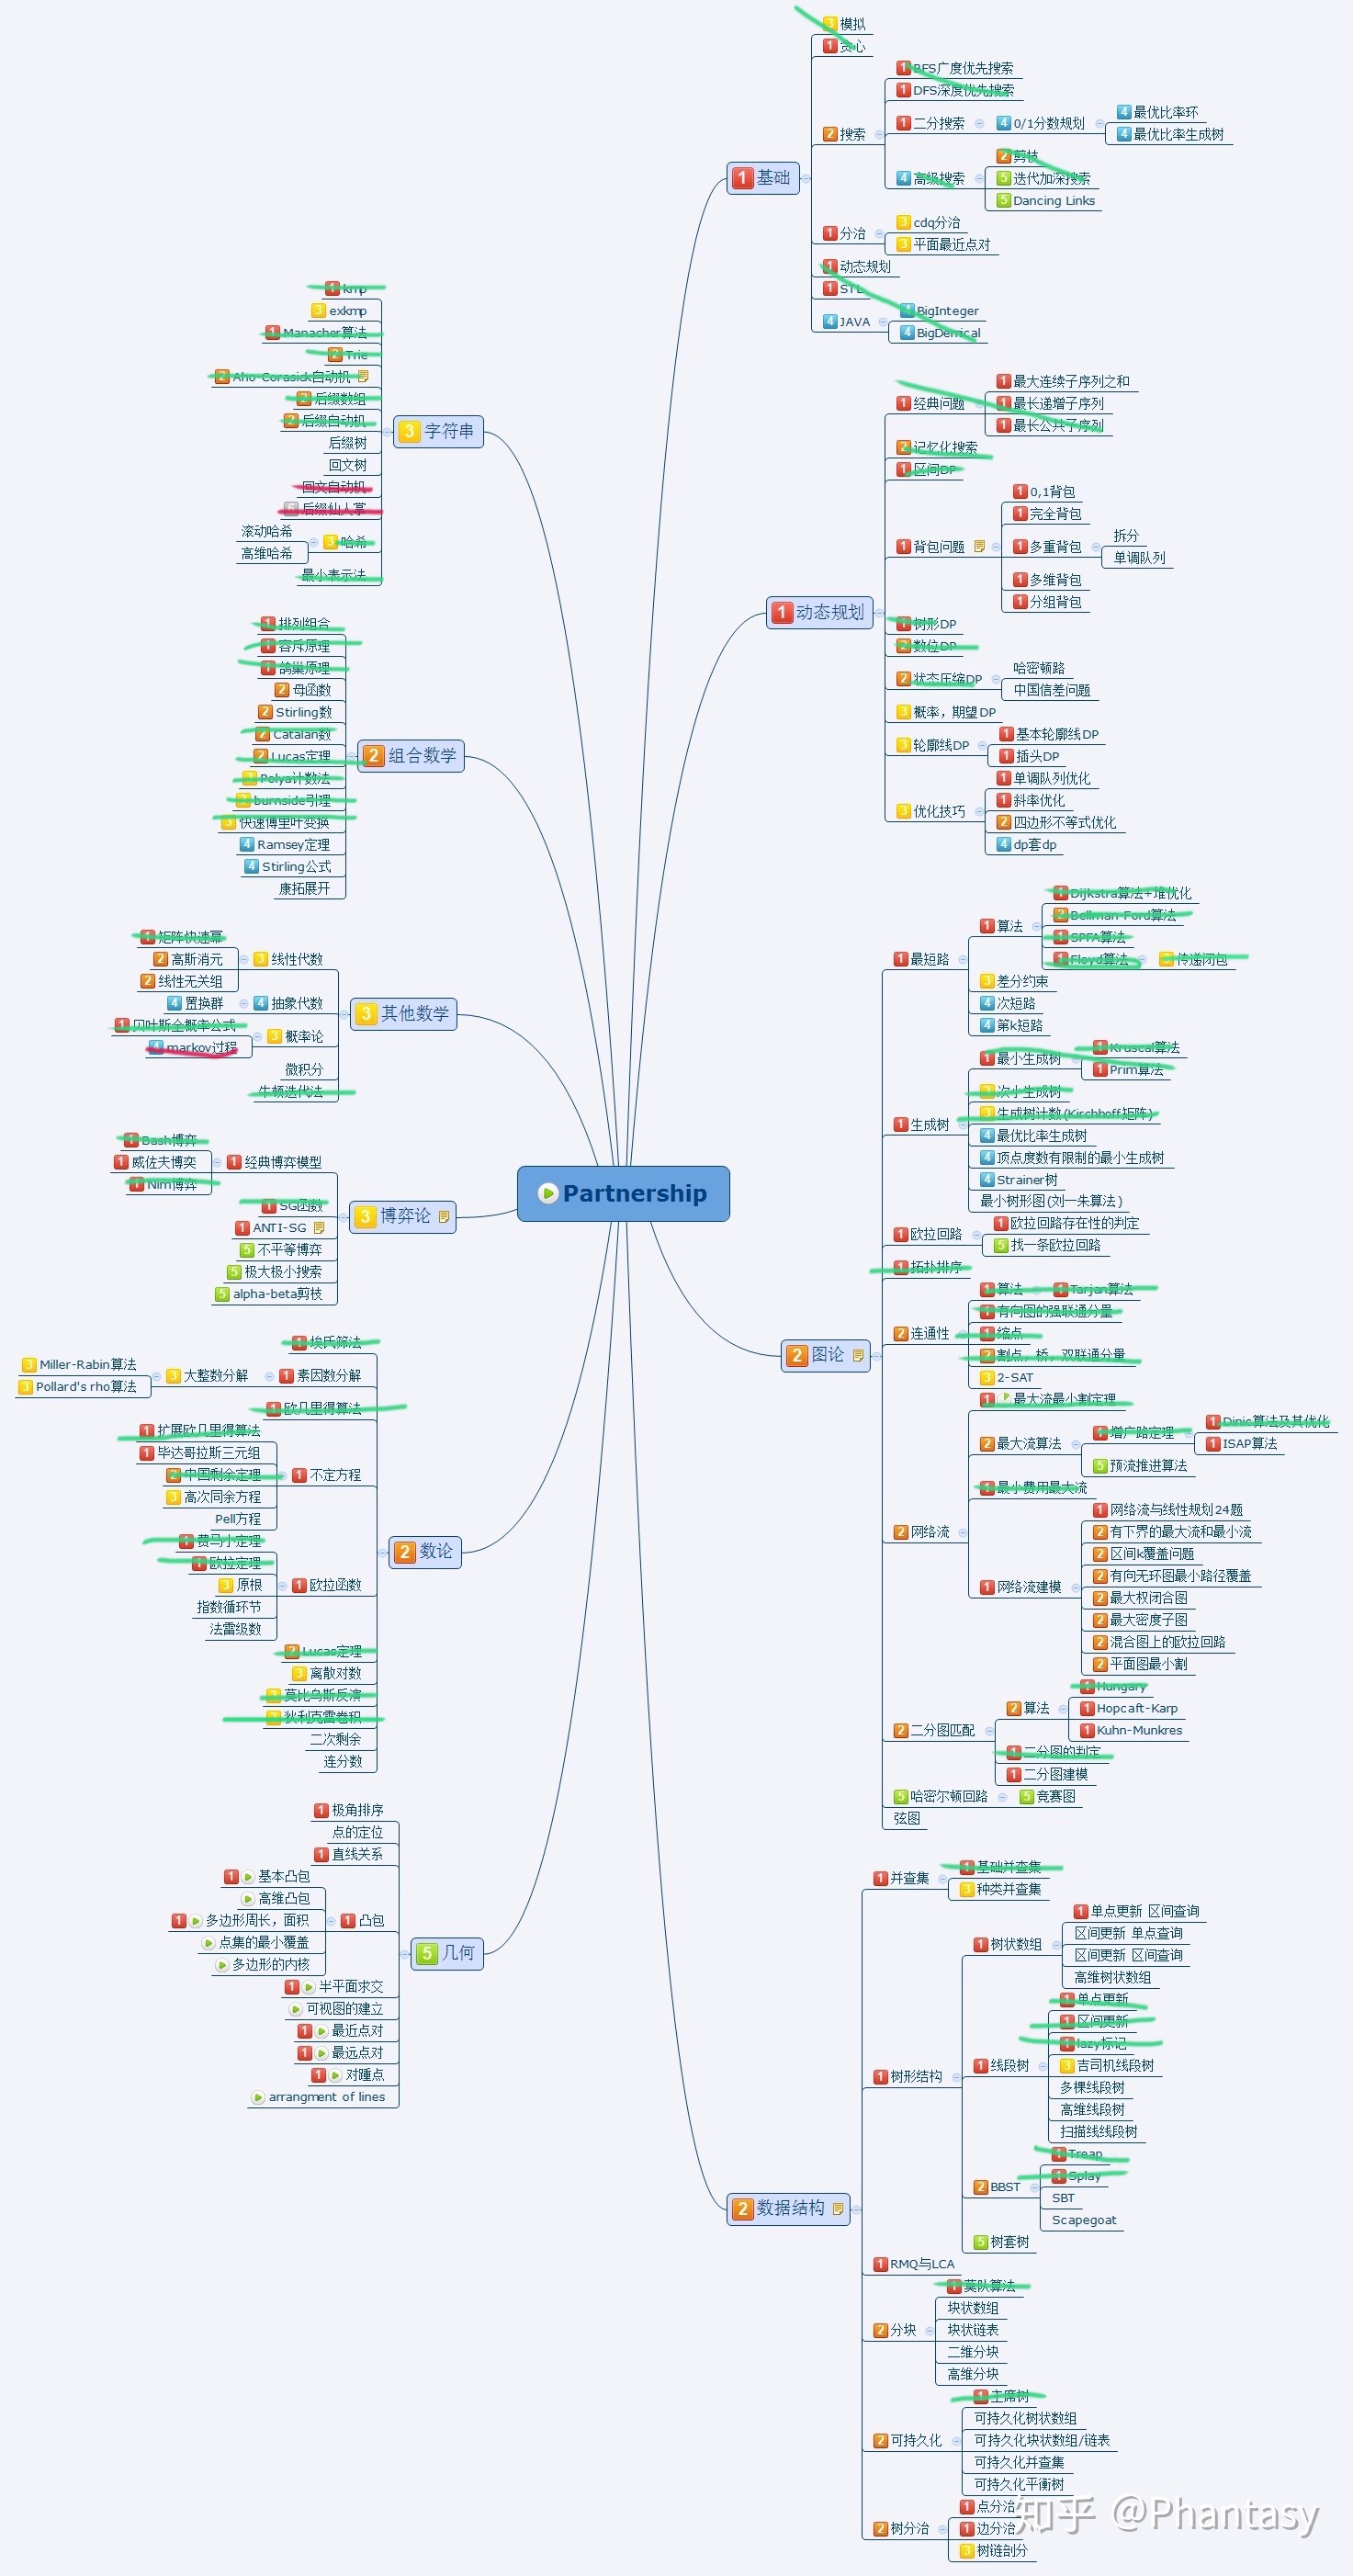 Partnership
1 基础
3 模拟
1 贪心
2 搜索
1 BFS广度优先搜索
1 DFS深度优先搜索
1 二分搜索
4 0/1分数规划
4 最优比率环
4 最优比率生成树
4 高级搜索
2 剪枝
5 迭代加深搜索
5 Dancing Links
1 分治
3 cdq分治
3 平面最近点对
1 动态规划
1 STL
4 JAVA
4 BigInteger
4 BigDemical
1 动态规划
1 经典问题
1 最大连续子序列之和
1 最长递增子序列
1 最长公共子序列
2 记忆化搜索
1 区间DP
1 背包问题
1 0,1背包
1 完全背包
1 多重背包
拆分
单调队列
1 多维背包
1 分组背包
1 树形DP
2 数位DP
2 状态压缩DP
哈密顿路
中国信差问题
3 概率，期望DP
3 轮廓线DP
1 基本轮廓线DP
1 插头DP
3 优化技巧
1 单调队列优化
1 斜率优化
2 四边形不等式优化
4 dp套dp
2 图论
1 最短路
1 算法
1 Dijkstra算法+堆优化
2 Bellman-Ford算法
1 SPFA算法
1 Floyd算法
3 传递闭包
3 差分约束
4 次短路
4 第k短路
1 生成树
1 最小生成树
1 Kruscal算法
1 Prim算法
3 次小生成树
3 生成树计数(Kirchhoff矩阵)
4 最优比率生成树
4 顶点度数有限制的最小生成树
4 Strainer树
最小树形图(刘一朱算法)
1 欧拉回路
1 欧拉回路存在性的判定
5 找一条欧拉回路
1 拓扑排序
2 连通性
1 算法
1 Tarjan算法
1 有向图的强联通分量
1 缩点
2 割点，桥，双联通分量
3 2-SAT
2 网络流
1 最大流最小割定理
2 最大流算法
1 增广路定理
1 Dinic算法及其优化
1 ISAP算法
5 预流推进算法
1 最小费用最大流
1 网络流建模
1 网络流与线性规划24题
2 有下界的最大流和最小流
2 区间k覆盖问题
2 有向无环图最小路径覆盖
2 最大权闭合图
2 最大密度子图
2 混合图上的欧拉回路
2 平面图最小割
2 二分图匹配
2 算法
1 Hungary
1 Hopcaft-Karp
1 Kuhn-Munkres
1 二分图的判定
1 二分图建模
5 哈密尔顿回路
5 竞赛图
弦图
2 数据结构
1 并查集
1 基础并查集
3 种类并查集
1 树形结构
1 树状数组
1 单点更新 区间查询
区间更新 单点查询
区间更新 区间查询
高维树状数组
1 线段树
1 单点更新
1 区间更新
1 lazy标记
3 吉司机线段树
多棵线段树
高维线段树
扫描线线段树
2 BBST
1 Treap
1 Splay
SBT
Scapegoat
5 树套树
1 RMQ与LCA
2 分块
1 莫队算法
块状数组
块状链表
二维分块
高维分块
2 可持久化
1 主席树
可持久化树状数组
可持久化块状数组/链表
可持久化并查集
可持久化平衡树
2 树分治
1 点分治
1 边分治
3 树链剖分
3 字符串
1 kmp
3 exkmp
1 Manacher算法
2 Trie
2 Aho-Corasick自动机
2 后缀数组
2 后缀自动机
后缀树
回文树
回文自动机
6 后缀仙人掌
3 哈希
滚动哈希
高维哈希
最小表示法
2 组合数学
1 排列组合
1 容斥原理
1 鸽巢原理
2 母函数
2 Stirling数
2 Catalan数
2 Lucas定理
3 Polya计数法
3 burnside引理
3 快速傅里叶变换
4 Ramsey定理
4 Stirling公式
康拓展开
3 其他数学
3 线性代数
1 矩阵快速幂
2 高斯消元
2 线性无关组
4 抽象代数
4 置换群
3 概率论
1 贝叶斯全概率公式
4 markov过程
微积分
牛顿迭代法
3 博弈论
1 经典博弈模型
1 Bash博弈
1 威佐夫博奕
1 Nim博弈
1 SG函数
1 ANTI-SG
5 不平等博弈
5 极大极小搜索
5 alpha-beta剪枝
2 数论
1 埃氏筛法
1 素因数分解
3 大整数分解
3 Miller-Rabin算法
3 Pollard's rho算法
1 欧几里得算法
1 不定方程
1 扩展欧几里得算法
1 毕达哥拉斯三元组
2 中国剩余定理
3 高次同余方程
Pell方程
1 欧拉函数
1 费马小定理
1 欧拉定理
3 原根
指数循环节
法雷级数
2 Lucas定理
3 离散对数
3 莫比乌斯反演
3 狄利克雷卷积
二次剩余
连分数
5 几何
1 极角排序
点的定位
1 直线关系
1 凸包
1 基本凸包
高维凸包
1 多边形周长，面积
点集的最小覆盖
多边形的内核
1 半平面求交
可视图的建立
1 最近点对
1 最远点对
1 对踵点
arrangment of lines
知乎 @Phantasy